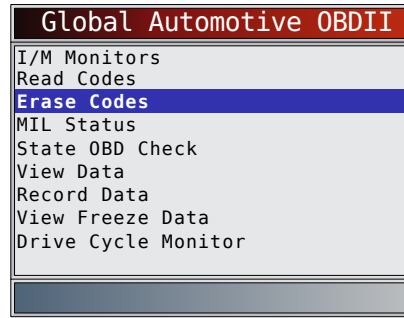 Global Automotive OBDII
I/M Monitors
Read Codes
Erase Codes
MIL Status
State OBD Check
View Data
Record Data
View Freeze Data
Drive Cycle Monitor